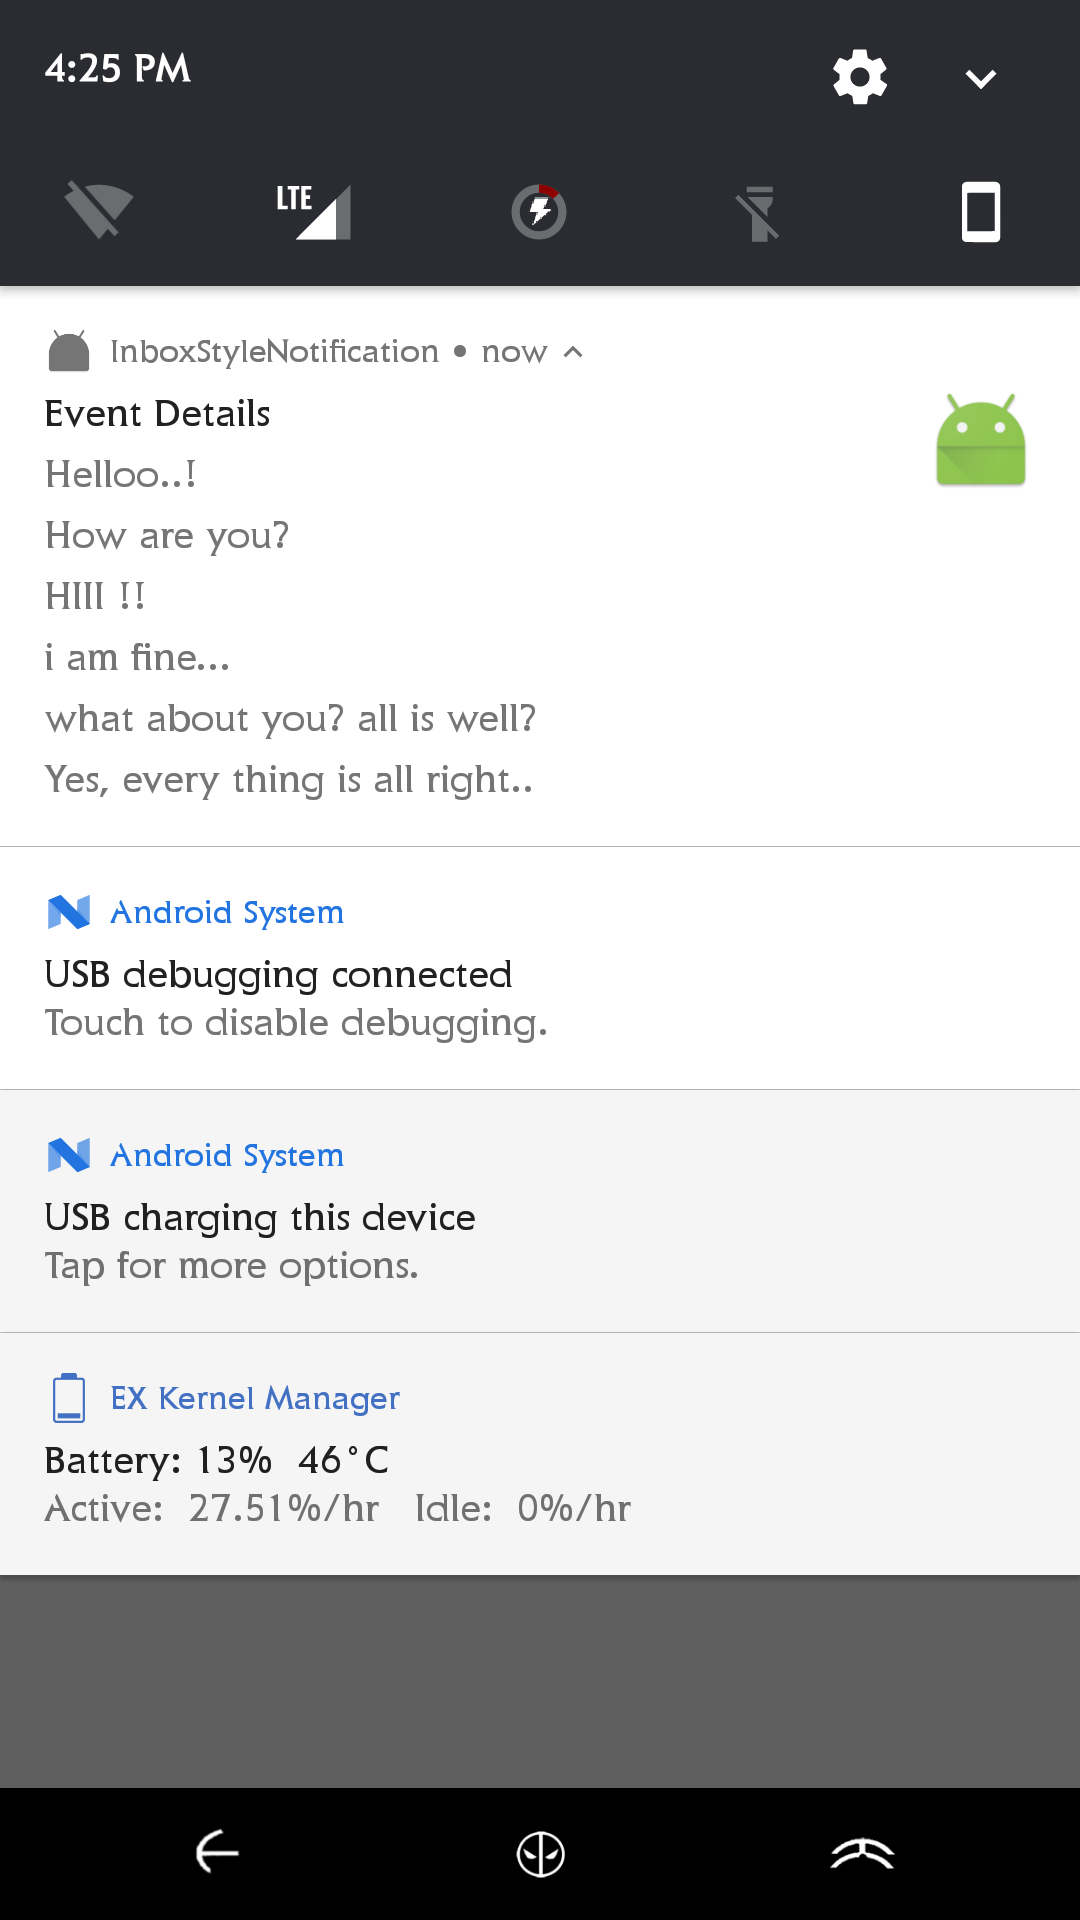 4:25 PM
LTE
InboxStyleNotification • now
Event Details
Helloo..!
How are you?
HIII !!
i am fine...
what about you? all is well?
Yes, every thing is all right..
Android System
USB debugging connected
Touch to disable debugging.
Android System
USB charging this device
Tap for more options.
EX Kernel Manager
Battery: 13%  46°C
Active:  27.51%/hr   Idle:  0%/hr